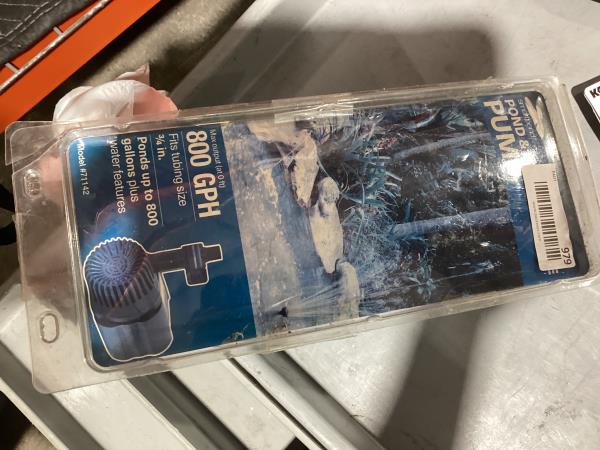 POND &
PUM
979
Max output (at 0 ft)
800 GPH
Fits tubing size
¾ in.
Ponds up to 800
gallons plus
water features
Model #71142